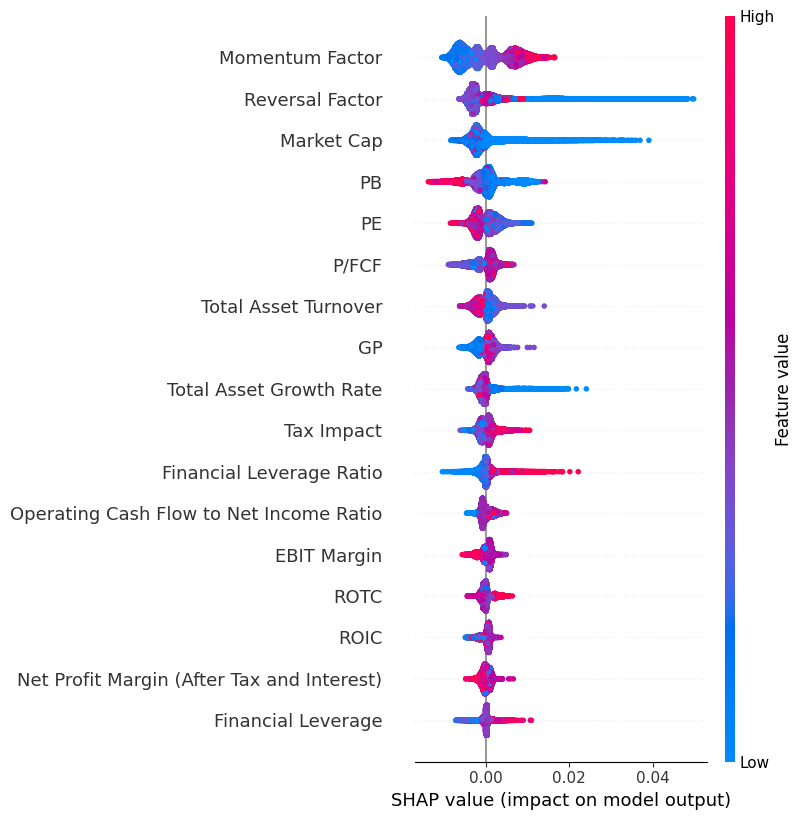 High
Momentum Factor
Reversal Factor
Market Cap
PB
PE
P/FCF
Total Asset Turnover
GP
Total Asset Growth Rate
Tax Impact
Financial Leverage Ratio
Operating Cash Flow to Net Income Ratio
EBIT Margin
ROTC
ROIC
Net Profit Margin (After Tax and Interest)
Financial Leverage
Feature value
Low
0.00 0.02 0.04
SHAP value (impact on model output)